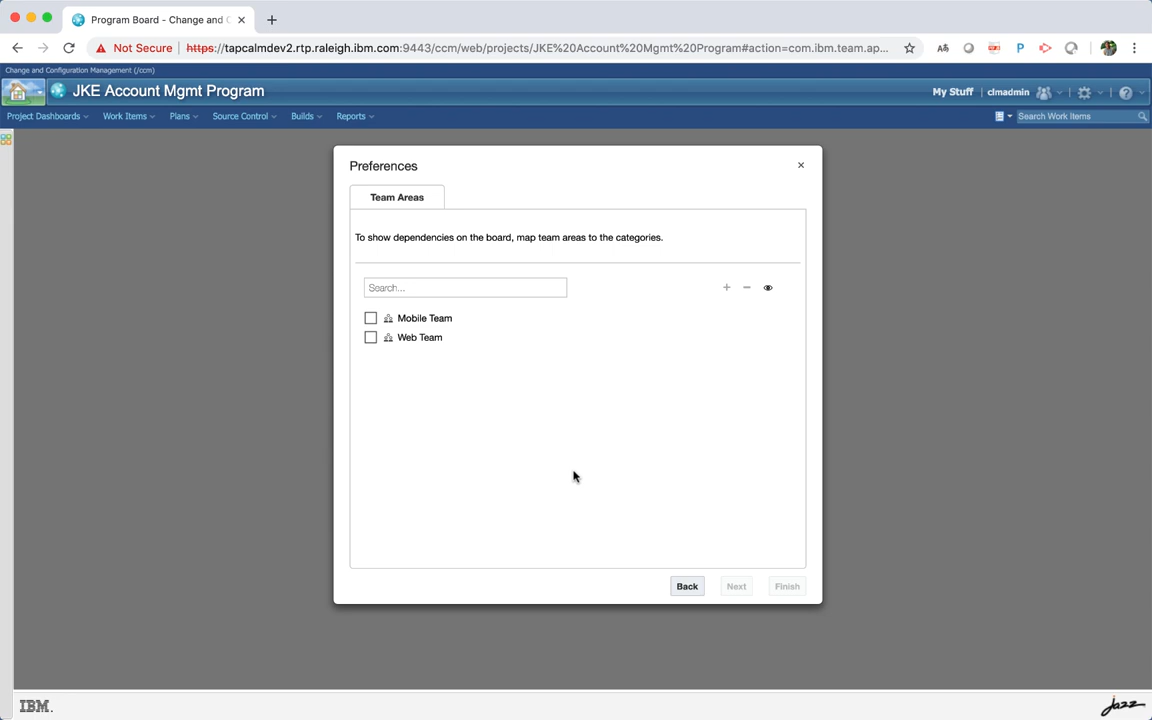 Program Board - Change and C
Not Secure
https://tapcalmdev2.rtp.raleigh.ibm.com:9443/ccm/web/projects/JKE%20Account%20Mgmt%20Program#action=com.ibm.team.ap...
Change and Configuration Management (/ccm)
JKE Account Mgmt Program
My Stuff
clmadmin
Project Dashboards
Work Items
Plans
Source Control
Builds
Reports
Search Work Items
Preferences
Team Areas
To show dependencies on the board, map team areas to the categories.
Search...
Mobile Team
Web Team
Back
Next
Finish
IBM.
jazz